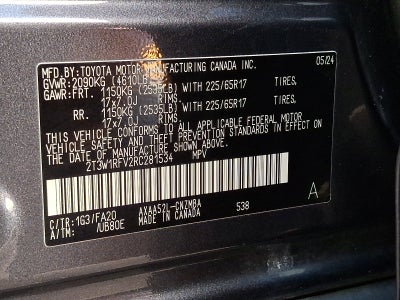 MFD.BY:TOYOTA MOTOR MANUFACTURING CANADA INC. 05/24
GVWR:2090KG (4610LB)
GAWR:FRT. 1150KG (2535LB)WITH 225/65R17 TIRES,
17x7.0J RIMS.
RR. 1150KG (2535LB)WITH 225/65R17 TIRES,
17x7.0J RIMS.
THIS VEHICLE CONFORMS TO ALL APPLICABLE FEDERAL MOTOR
VEHICLE SAFETY AND BUMPER STANDARDS IN EFFECT ON
THE DATE OF MANUFACTURE SHOWN ABOVE.
2T3W1RFV2RC281534 MPV
C/TR:1G3/FA20 AXAA52L-CNZMBA 538 A
A/TM: /UB80E MADE IN CANADA